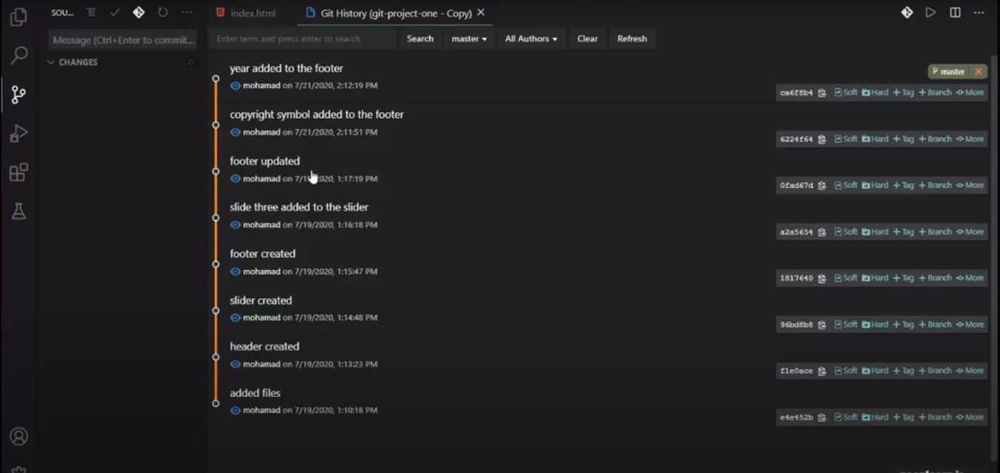 SOU...
index.html
Git History (git-project-one - Copy)
Message (Ctrl+Enter to commit...
Enter term and press enter to search
Search
master
All Authors
Clear
Refresh
CHANGES
0
year added to the footer
master
mohamad on 7/21/2020, 2:12:19 PM
ca6f8b4 Soft Hard +Tag +Branch More
copyright symbol added to the footer
mohamad on 7/21/2020, 2:11:51 PM
6224f64 Soft Hard +Tag +Branch More
footer updated
mohamad on 2020, 1:17:19 PM
0fad67d Soft Hard +Tag +Branch More
slide three added to the slider
mohamad on 7/19/2020, 1:16:18 PM
a2a5654 Soft Hard +Tag +Branch More
footer created
mohamad on 7/19/2020, 1:15:47 PM
1817640 Soft Hard +Tag +Branch More
slider created
mohamad on 7/19/2020, 1:14:48 PM
96bd8b8 Soft Hard +Tag +Branch More
header created
mohamad on 7/19/2020, 1:13:23 PM
f1e0ace Soft Hard +Tag +Branch More
added files
mohamad on 7/19/2020, 1:10:18 PM
e4e452b Soft Hard +Tag +Branch More